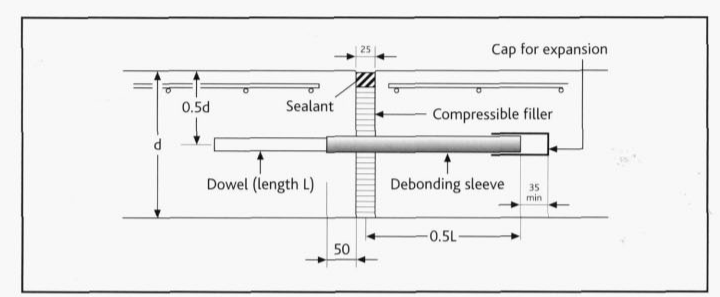 25
Cap for expansion
0.5d
Sealant
Compressible filler
d
Dowel (length L)
Debonding sleeve
35
min
0.5L
50